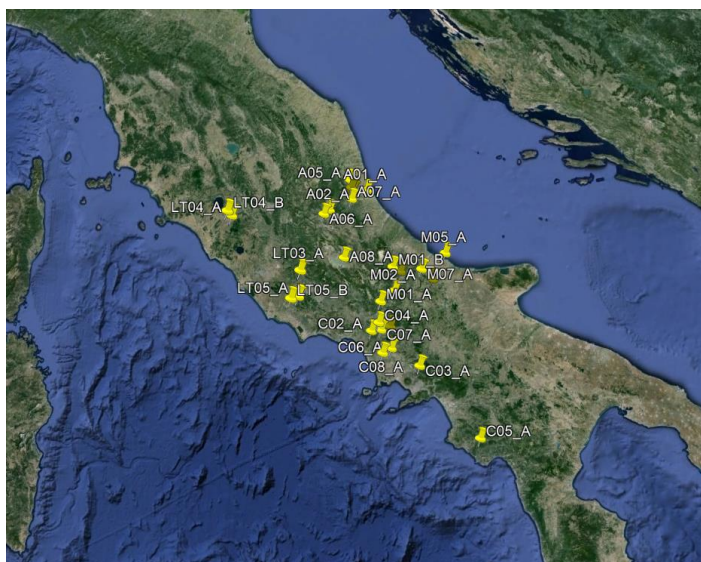 A05_A
A01_A
A02_A
A07_A
A06_A
LT04_A
LT04_B
M05_A
LT03_A
A08_A
M01_B
M02_A
M07_A
LT05_A
LT05_B
M01_A
C04_A
C02_A
C07_A
C06_A
C08_A
C03_A
C05_A